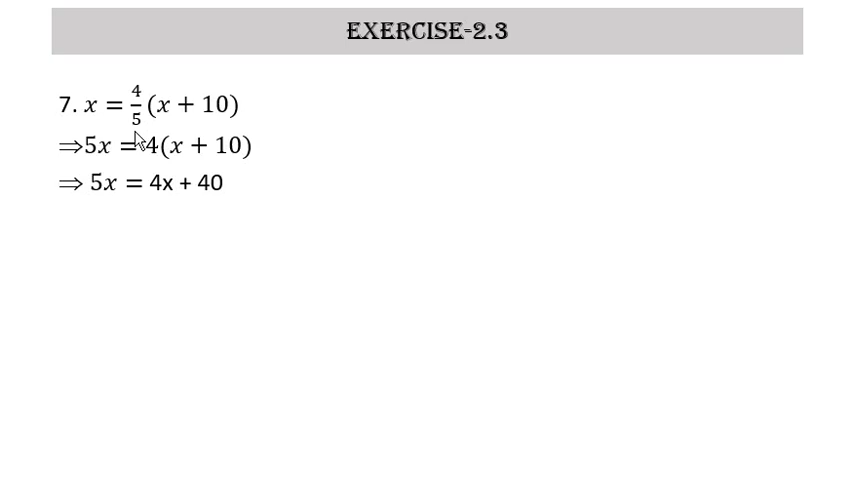 EXERCISE-2.3
7. x = 4/5 (x + 10)
⇒5x = 4(x + 10)
⇒ 5x = 4x + 40